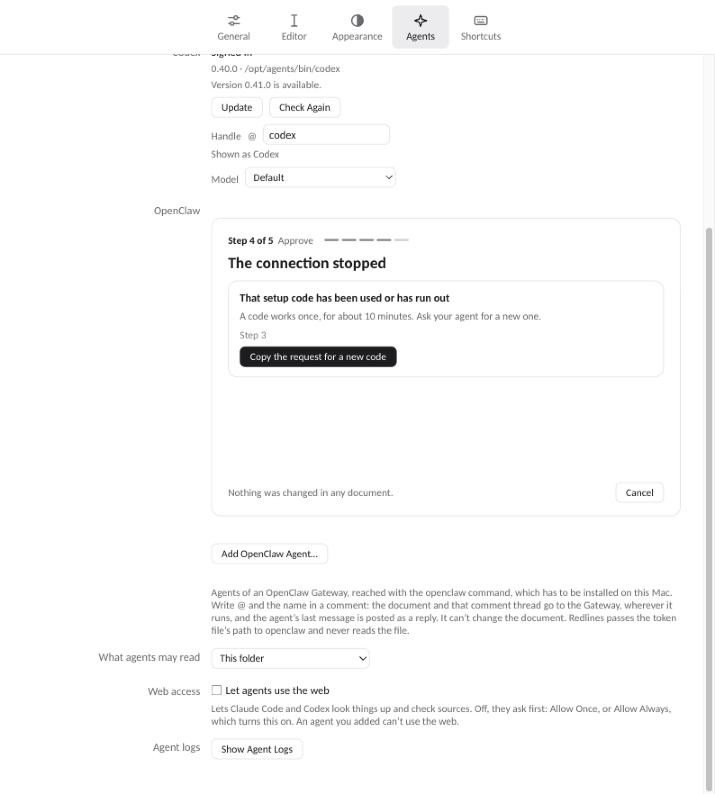 General
Editor
Appearance
Agents
Shortcuts
Codex
Signed in
0.40.0 · /opt/agents/bin/codex
Version 0.41.0 is available.
Update
Check Again
Handle @ codex
Shown as Codex
Model Default
OpenClaw
Step 4 of 5 Approve
The connection stopped
That setup code has been used or has run out
A code works once, for about 10 minutes. Ask your agent for a new one.
Step 3
Copy the request for a new code
Nothing was changed in any document.
Cancel
Add OpenClaw Agent...
Agents of an OpenClaw Gateway, reached with the openclaw command, which has to be installed on this Mac.
Write @ and the name in a comment: the document and that comment thread go to the Gateway, wherever it
runs, and the agent's last message is posted as a reply. It can't change the document. Redlines passes the token
file's path to openclaw and never reads the file.
What agents may read This folder
Web access Let agents use the web
Lets Claude Code and Codex look things up and check sources. Off, they ask first: Allow Once, or Allow Always,
which turns this on. An agent you added can't use the web.
Agent logs Show Agent Logs